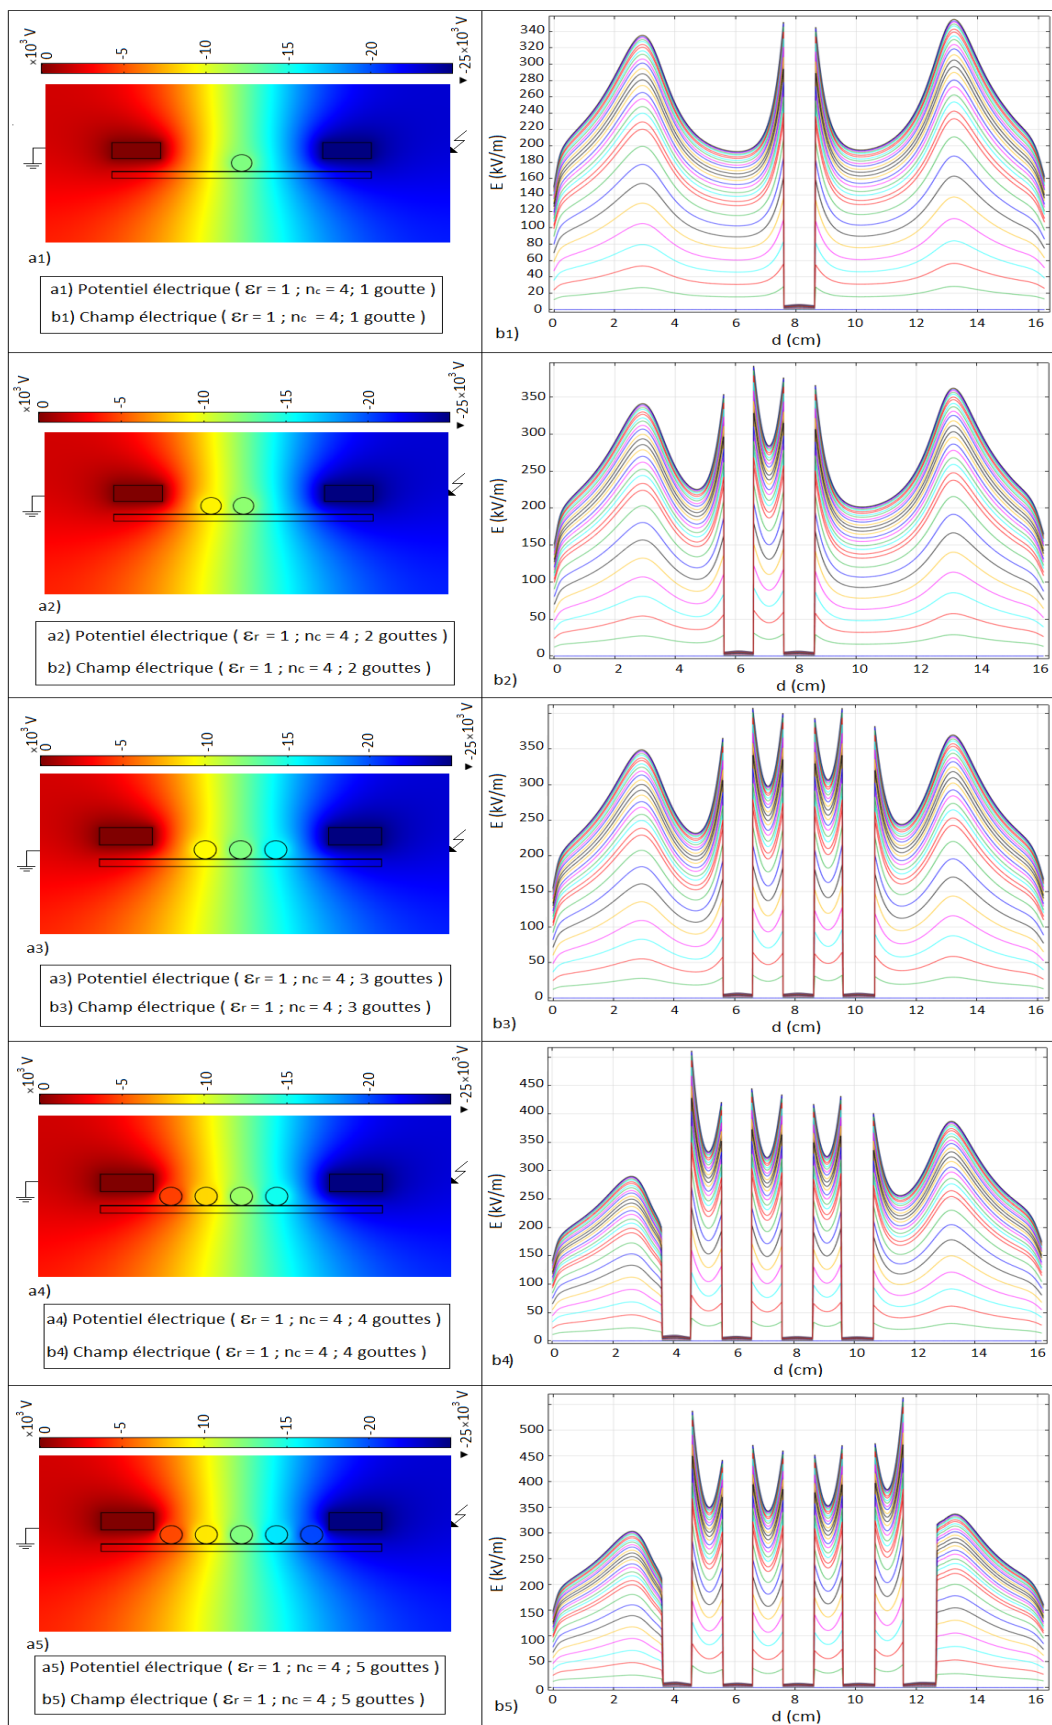 ×10³ V
0
-5
-10
-15
-20
-25×10³ V
a1)
a1) Potentiel électrique ( Ɛr = 1 ; nc = 4; 1 goutte )
b1) Champ électrique ( Ɛr = 1 ; nc = 4; 1 goutte )
E (kV/m)
340
320
300
280
260
240
220
200
180
160
140
120
100
80
60
40
20
0
0 2 4 6 8 10 12 14 16
b1)
d (cm)
×10³ V
0
-5
-10
-15
-20
-25×10³ V
a2)
a2) Potentiel électrique ( Ɛr = 1 ; nc = 4 ; 2 gouttes )
b2) Champ électrique ( Ɛr = 1 ; nc = 4 ; 2 gouttes )
E (kV/m)
350
300
250
200
150
100
50
0
0 2 4 6 8 10 12 14 16
b2)
d (cm)
×10³ V
0
-5
-10
-15
-20
-25×10³ V
a3)
a3) Potentiel électrique ( Ɛr = 1 ; nc = 4 ; 3 gouttes )
b3) Champ électrique ( Ɛr = 1 ; nc = 4 ; 3 gouttes )
E (kV/m)
350
300
250
200
150
100
50
0
0 2 4 6 8 10 12 14 16
b3)
d (cm)
×10³ V
0
-5
-10
-15
-20
-25×10³ V
a4)
a4) Potentiel électrique ( Ɛr = 1 ; nc = 4 ; 4 gouttes )
b4) Champ électrique ( Ɛr = 1 ; nc = 4 ; 4 gouttes )
E (kV/m)
450
400
350
300
250
200
150
100
50
0
0 2 4 6 8 10 12 14 16
b4)
d (cm)
×10³ V
0
-5
-10
-15
-20
-25×10³ V
a5)
a5) Potentiel électrique ( Ɛr = 1 ; nc = 4 ; 5 gouttes )
b5) Champ électrique ( Ɛr = 1 ; nc = 4 ; 5 gouttes )
E (kV/m)
500
450
400
350
300
250
200
150
100
50
0
0 2 4 6 8 10 12 14 16
b5)
d (cm)